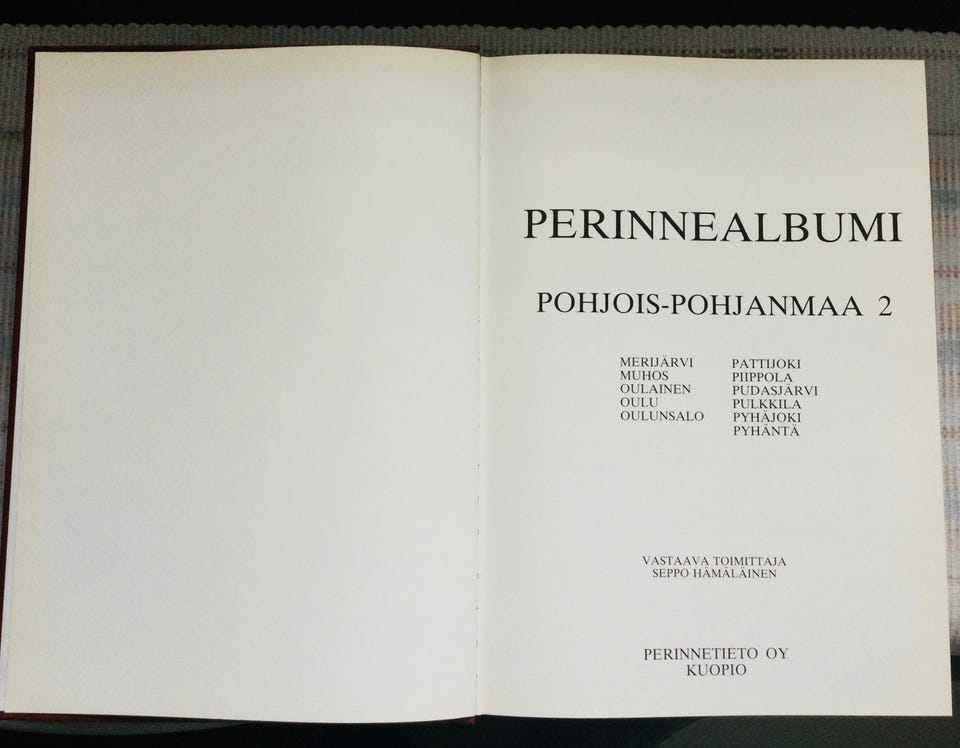 PERINNEALBUMI
POHJOIS-POHJANMAA 2
MERIJÄRVI
MUHOS
OULAINEN
OULU
OULUNSALO
PATTIJOKI
PIIPPOLA
PUDASJÄRVI
PULKKILA
PYHÄJOKI
PYHÄNTÄ
VASTAAVA TOIMITTAJA
SEPPO HÄMÄLÄINEN
PERINNETIETO OY
KUOPIO